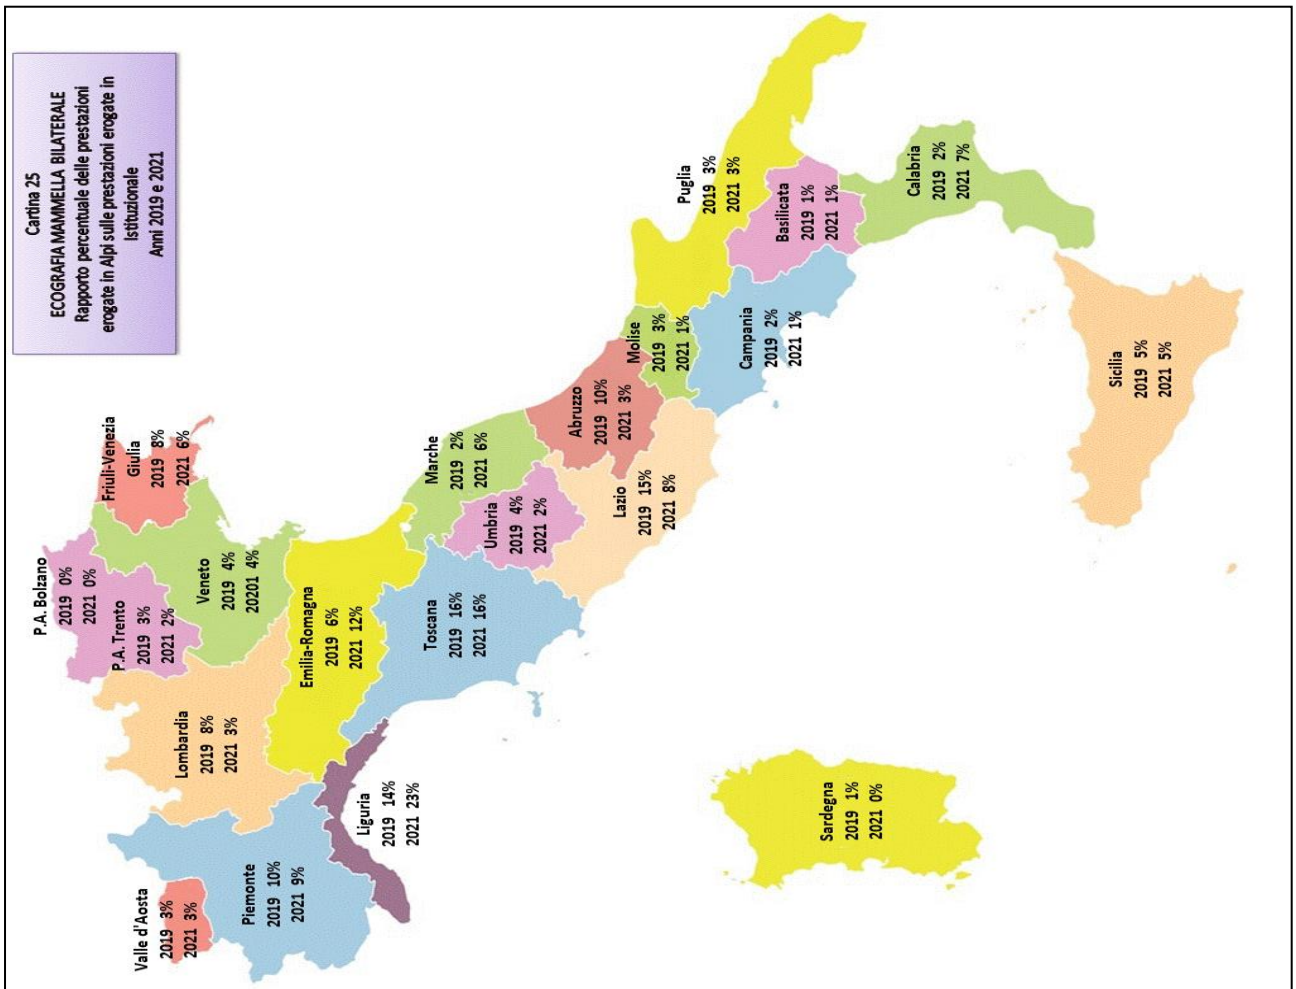 Cartina 25
ECOGRAFIA MAMMELLA BILATERALE
Rapporto percentuale delle prestazioni
erogate in Alpi sulle prestazioni erogate in
Istituzionale
Anni 2019 e 2021
P.A. Bolzano
2019 0%
2021 0%
P.A. Trento
2019 3%
2021 2%
Friuli-Venezia
Giulia
2019 8%
2021 6%
Valle d'Aosta
2019 3%
2021 3%
Piemonte
2019 10%
2021 9%
Lombardia
2019 8%
2021 3%
Veneto
2019 4%
20201 4%
Emilia-Romagna
2019 6%
2021 12%
Liguria
2019 14%
2021 23%
Toscana
2019 16%
2021 16%
Marche
2019 2%
2021 6%
Umbria
2019 4%
2021 2%
Lazio
2019 15%
2021 8%
Abruzzo
2019 10%
2021 3%
Molise
2019 3%
2021 1%
Puglia
2019 3%
2021 3%
Campania
2019 2%
2021 1%
Basilicata
2019 1%
2021 1%
Calabria
2019 2%
2021 7%
Sardegna
2019 1%
2021 0%
Sicilia
2019 5%
2021 5%